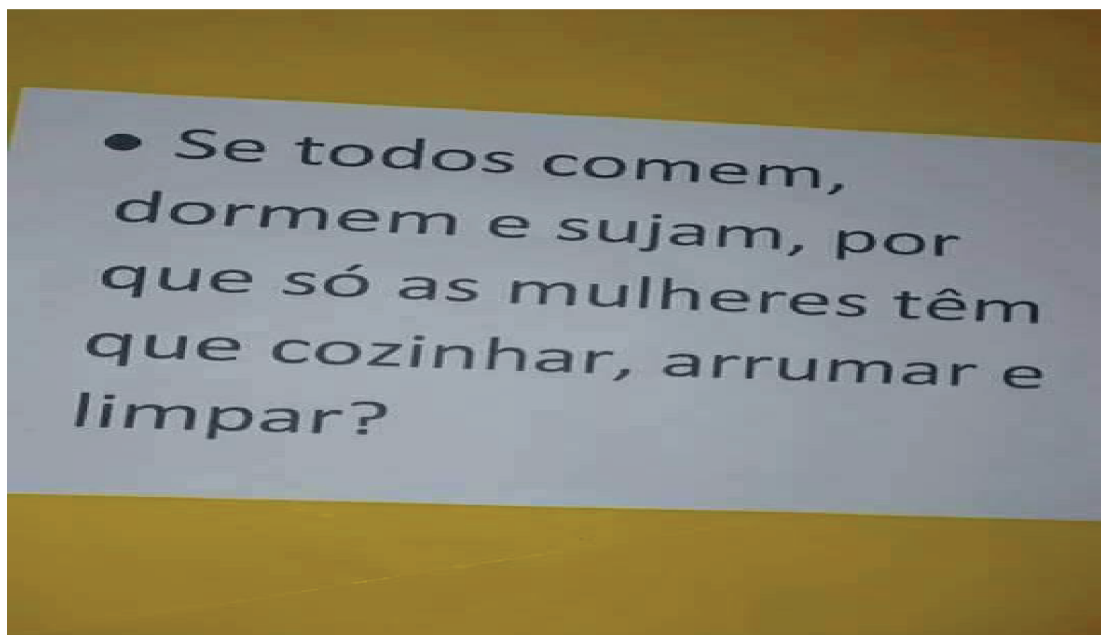 • Se todos comem,
dormem e sujam, por
que só as mulheres têm
que cozinhar, arrumar e
limpar?